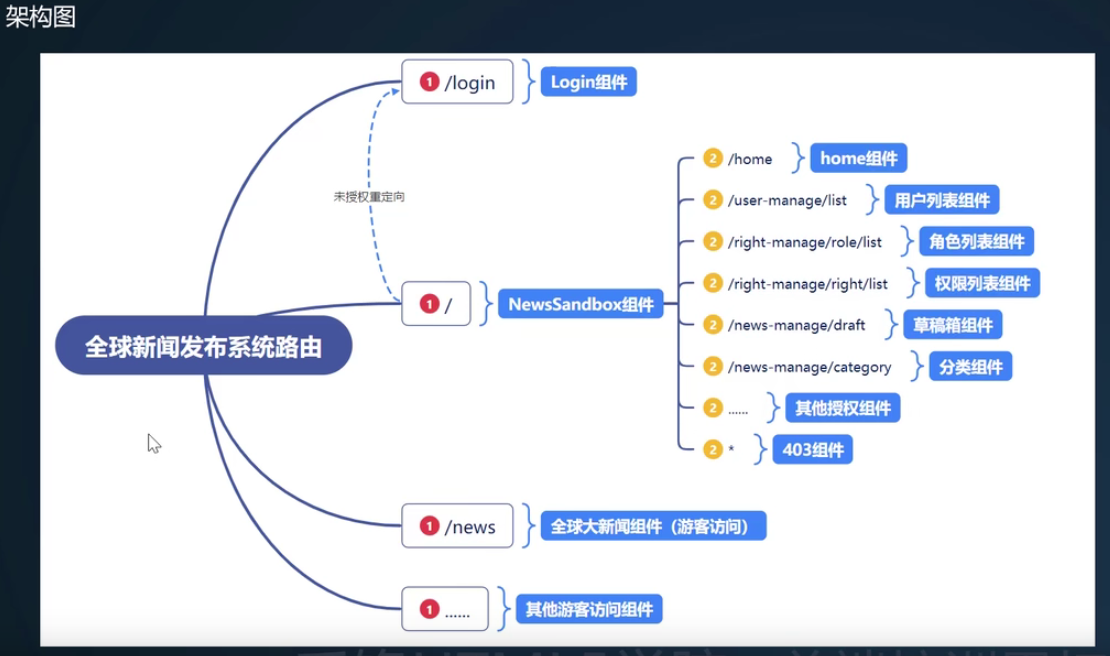 架构图
1 /login
Login组件
2 /home
home组件
未授权重定向
2 /user-manage/list
用户列表组件
2 /right-manage/role/list
角色列表组件
2 /right-manage/right/list
权限列表组件
1 /
NewsSandbox组件
2 /news-manage/draft
草稿箱组件
全球新闻发布系统路由
2 /news-manage/category
分类组件
2 ......
其他授权组件
2 *
403组件
1 /news
全球大新闻组件（游客访问）
1 ......
其他游客访问组件